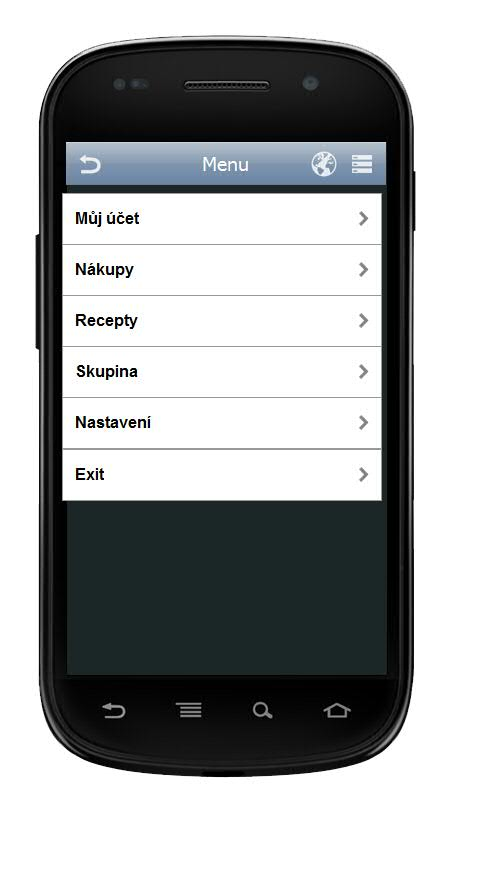 Menu
Můj účet
Nákupy
Recepty
Skupina
Nastavení
Exit